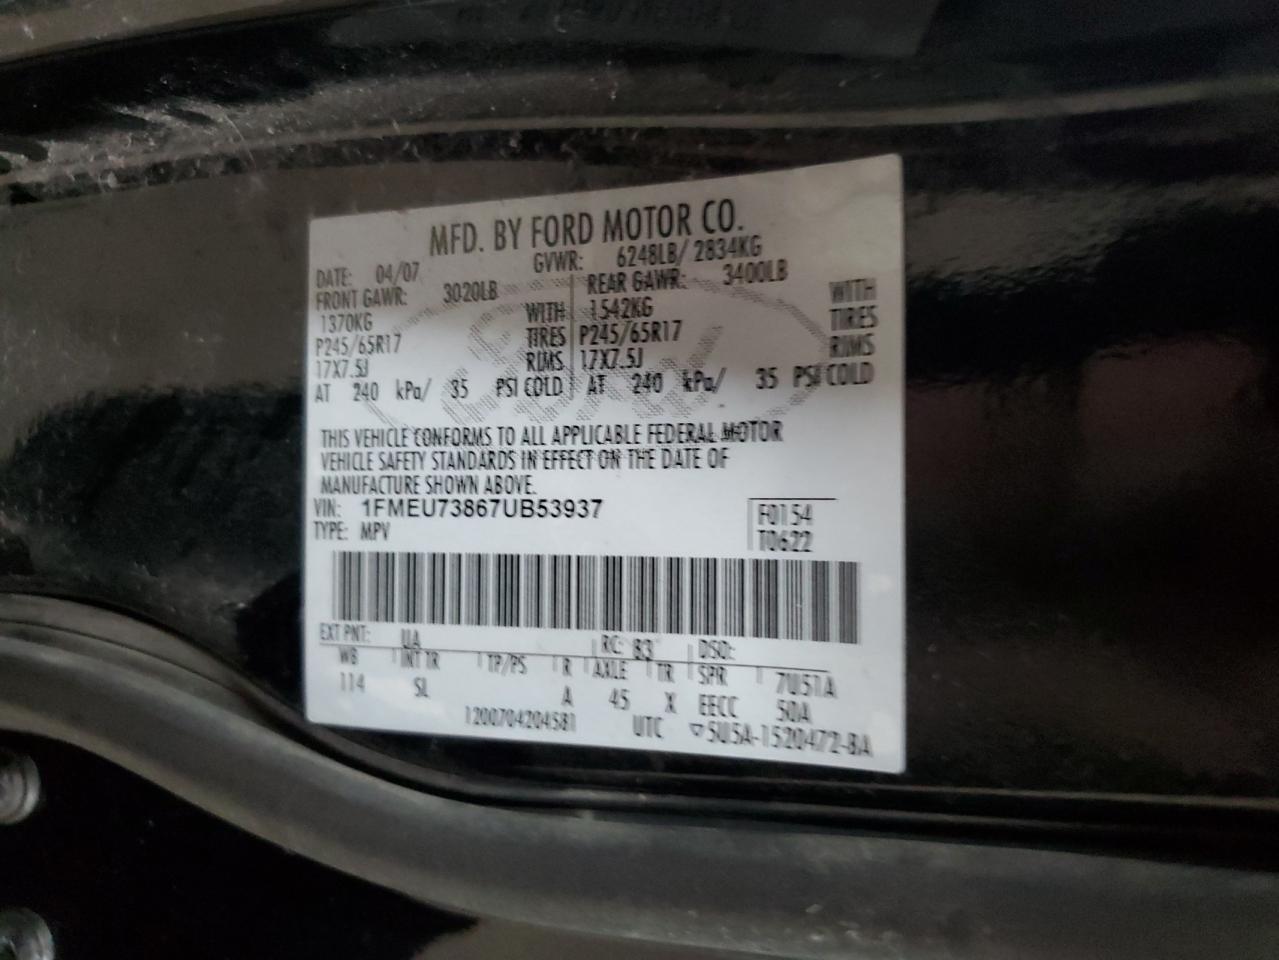 MFD. BY FORD MOTOR CO.
DATE: 04/07 GVWR: 6248LB/ 2834KG
FRONT GAWR: 3020LB REAR GAWR: 3400LB
1370KG WITH 1542KG WITH
P245/65R17 TIRES P245/65R17 TIRES
17X7.5J RIMS 17X7.5J RIMS
AT 240 kPa/ 35 PSI COLD AT 240 kPa/ 35 PSI COLD
THIS VEHICLE CONFORMS TO ALL APPLICABLE FEDERAL MOTOR
VEHICLE SAFETY STANDARDS IN EFFECT ON THE DATE OF
MANUFACTURE SHOWN ABOVE.
VIN: 1FMEU73867UB53937 F0154
TYPE: MPV T0622
EXT PNT: UA RC: 83 DSO:
WB INT TR TP/PS R AXLE TR SPR 7U51A
114 SL A 45 X EECC 50A
1200704204581 UTC ▽5U5A-1520472-BA